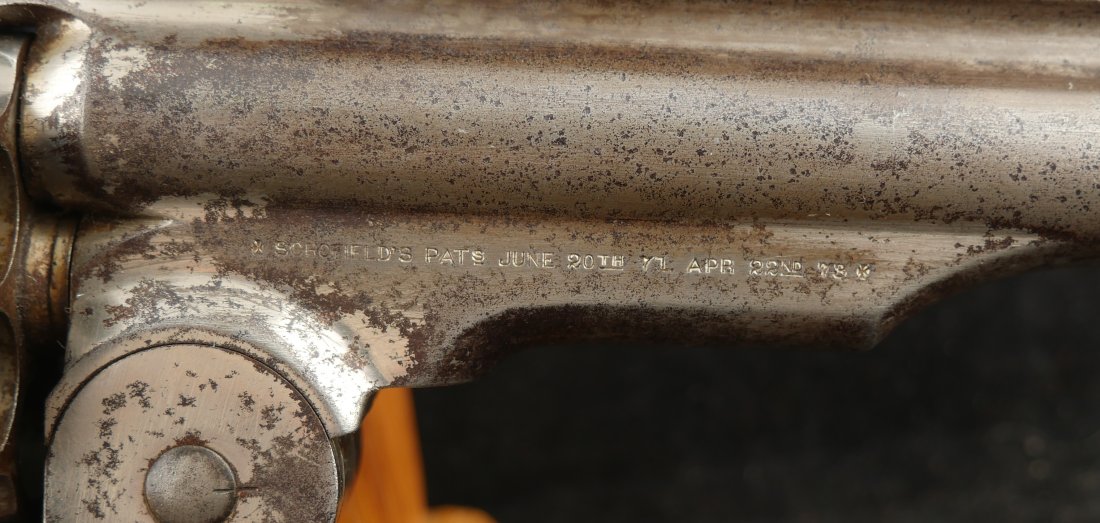 SCHOFIELD'S PATS JUNE 20TH 71. APR 22ND 73.